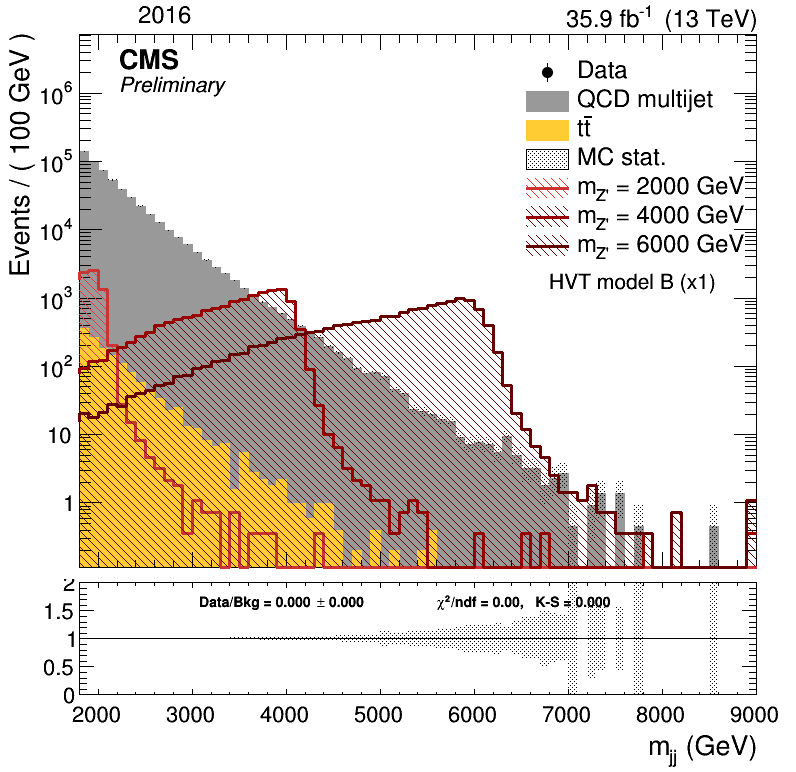 2016 35.9 fb⁻¹ (13 TeV)
CMS
Preliminary
Data
QCD multijet
tt̄
MC stat.
m_Z' = 2000 GeV
m_Z' = 4000 GeV
m_Z' = 6000 GeV
HVT model B (x1)
Events / ( 100 GeV )
10⁶
10⁵
10⁴
10³
10²
10
1
Data/Bkg = 0.000 ± 0.000 χ²/ndf = 0.00, K-S = 0.000
2
1.5
1
0.5
0
2000 3000 4000 5000 6000 7000 8000 9000
m_jj (GeV)